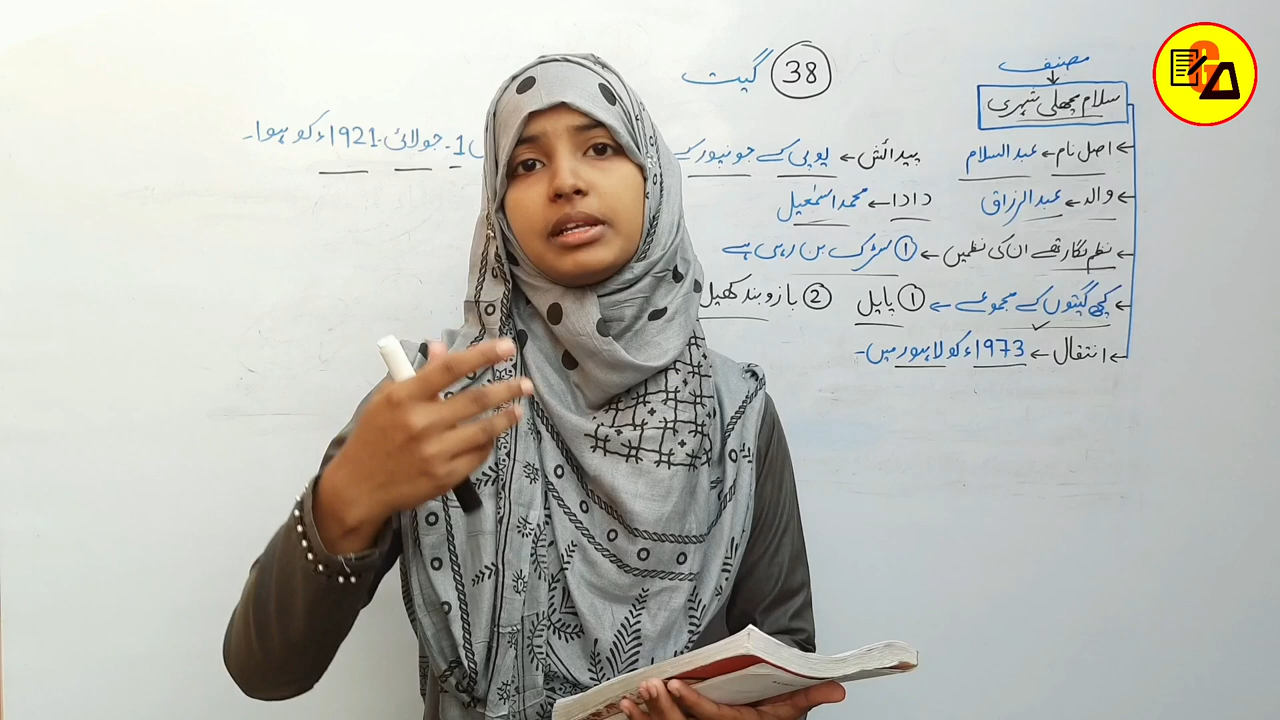 38 گیت
مصنف
سلام مچھلی شہری
اصل نام ← عبدالسلام
پیدائش ← یوپی کے جونپور کے 1۔ جولائی۔ 1921ء کو ہوا۔
والد ← عبدالرزاق
دادا ← محمد اسمٰعیل
نظم نگار تھے ان کی نظمیں ← 1 سڑک بن رہی ہے
کچھ گیتوں کے مجموعے ← 1 پایل 2 بازو بند کھیل
انتقال ← 1973ء کو لاہور میں۔